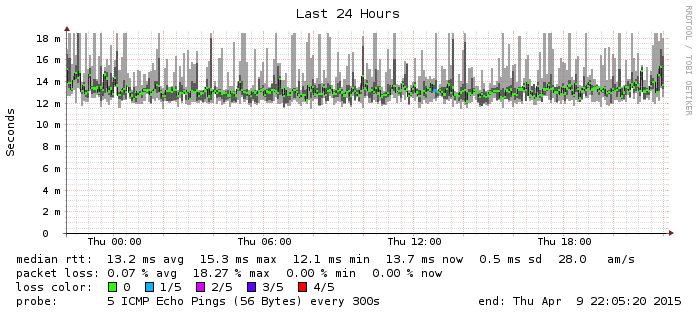 Last 24 Hours
RRDTOOL / TOBI OETIKER
Seconds
18 m
16 m
14 m
12 m
10 m
8 m
6 m
4 m
2 m
0
Thu 00:00 Thu 06:00 Thu 12:00 Thu 18:00
median rtt: 13.2 ms avg 15.3 ms max 12.1 ms min 13.7 ms now 0.5 ms sd 28.0 am/s
packet loss: 0.07 % avg 18.27 % max 0.00 % min 0.00 % now
loss color: 0 1/5 2/5 3/5 4/5
probe: 5 ICMP Echo Pings (56 Bytes) every 300s end: Thu Apr 9 22:05:20 2015